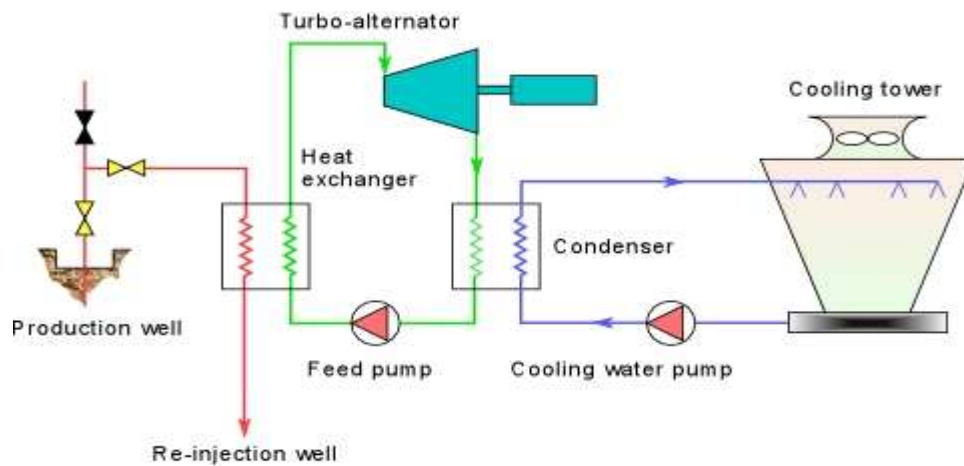 Turbo-alternator
Cooling tower
Heat
exchanger
Condenser
Production well
Feed pump
Cooling water pump
Re-injection well